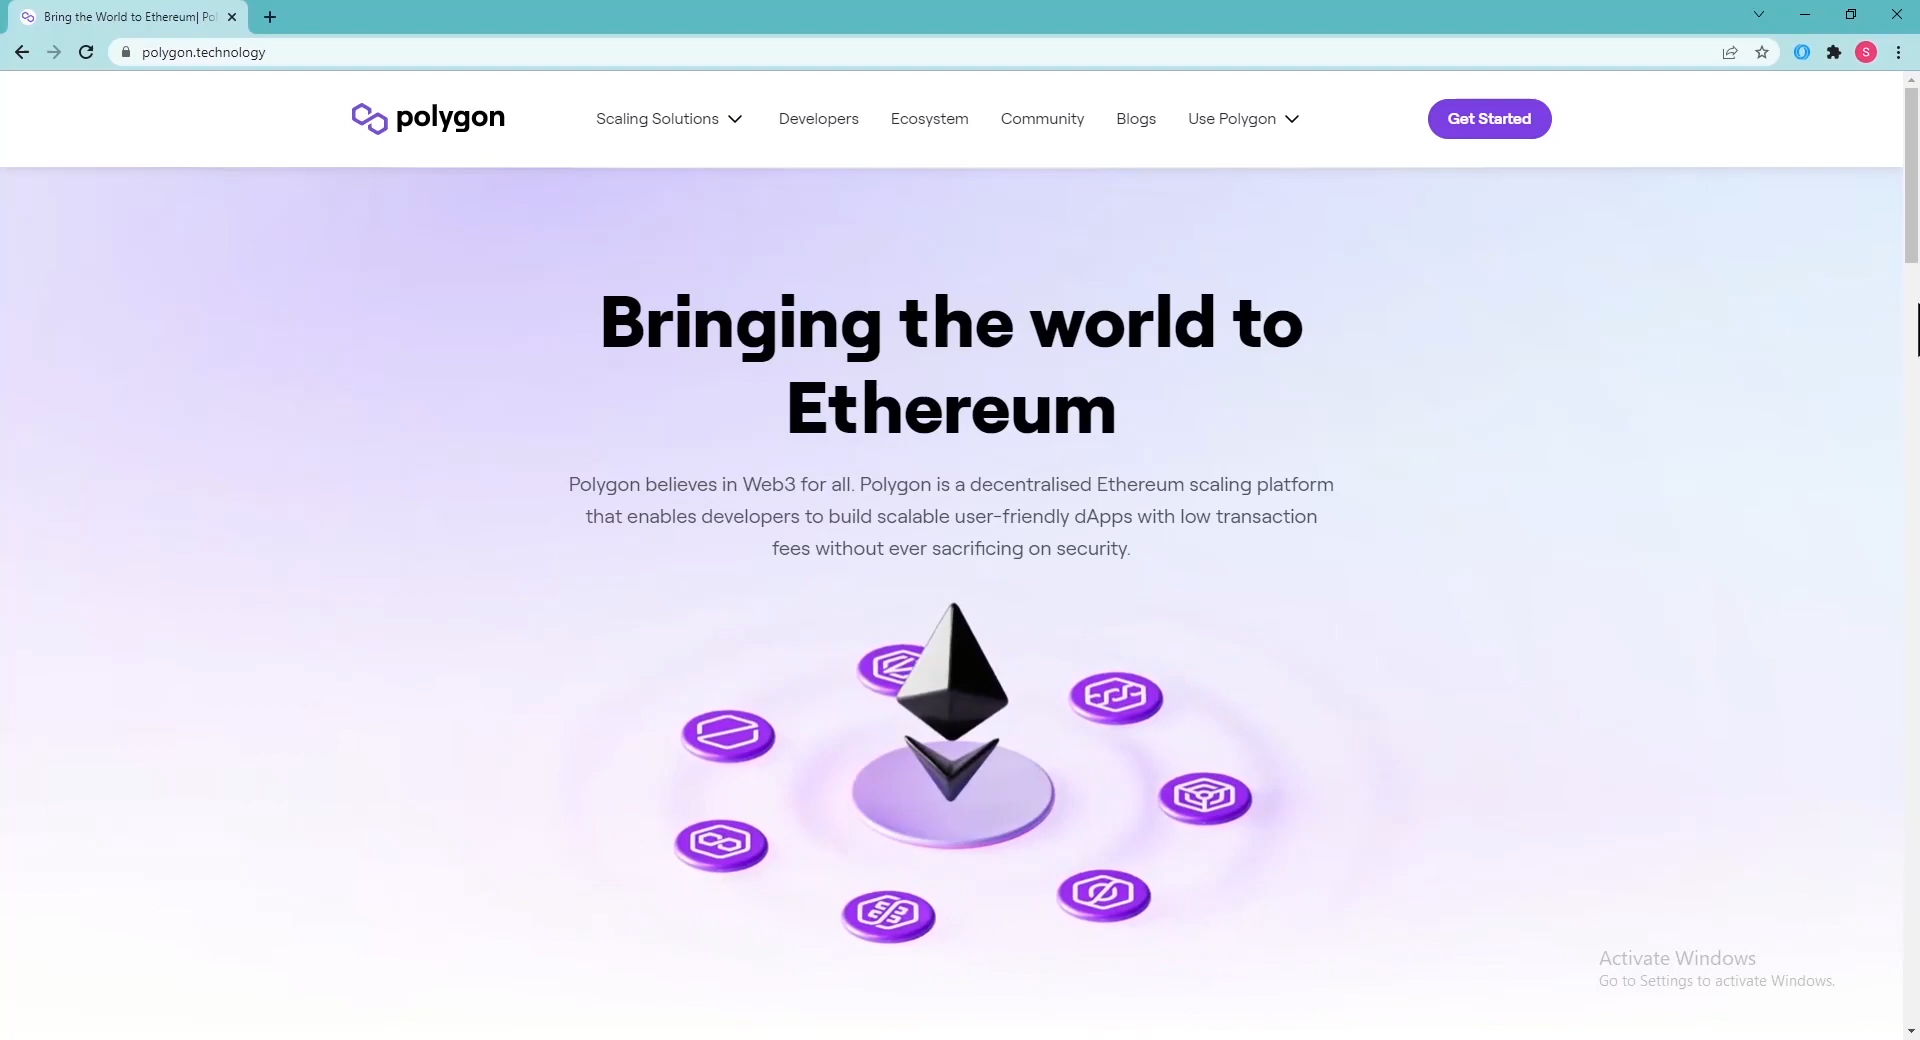 Bring the World to Ethereum| Pol
polygon.technology
S
polygon
Scaling Solutions
Developers
Ecosystem
Community
Blogs
Use Polygon
Get Started
Bringing the world to
Ethereum
Polygon believes in Web3 for all. Polygon is a decentralised Ethereum scaling platform
that enables developers to build scalable user-friendly dApps with low transaction
fees without ever sacrificing on security.
Activate Windows
Go to Settings to activate Windows.